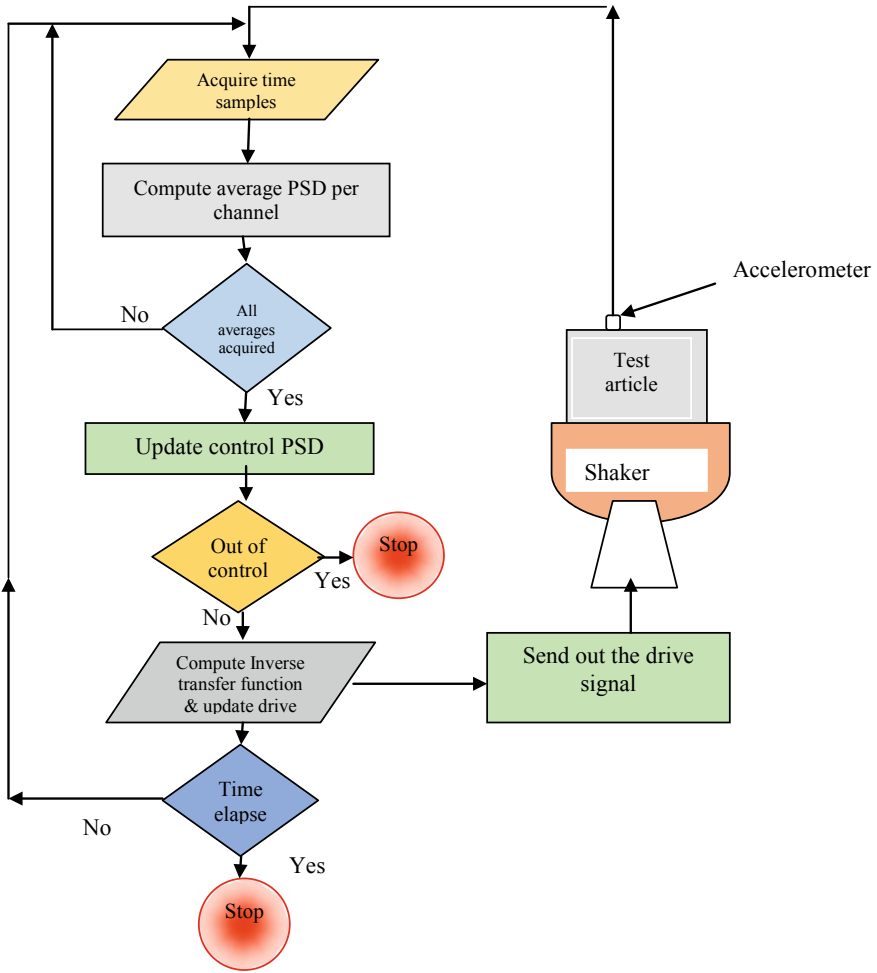 Acquire time
samples
Compute average PSD per
channel
Accelerometer
All
averages
acquired
No
Test
article
Yes
Update control PSD
Shaker
Out of
control
Stop
Yes
No
Compute Inverse
transfer function
& update drive
Send out the drive
signal
Time
elapse
No
Yes
Stop